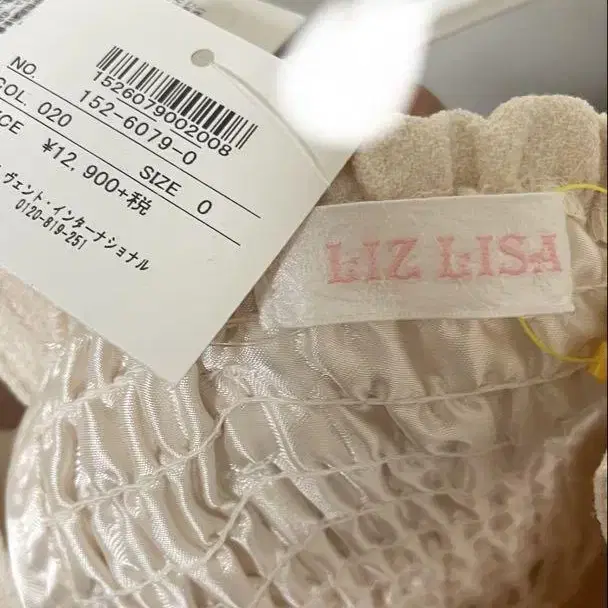 1526079002008
NO. 152-6079-0
COL. 020 SIZE 0
¥12,900+税
ヴェント・インターナショナル
0120-819-251
LIZ LISA